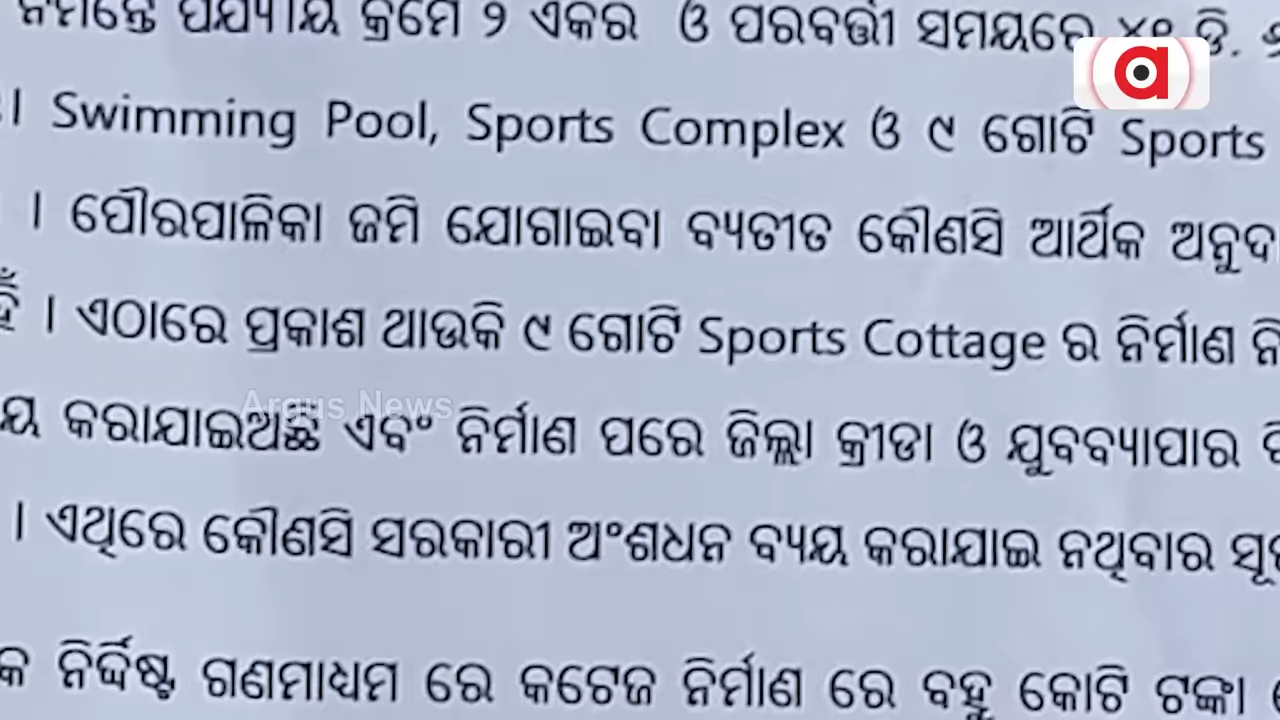 ପର୍ଯ୍ୟାୟ କ୍ରମେ ୨ ଏକର ଓ ପରବର୍ତ୍ତୀ ସମୟରେ ୪୧ ଡି.
। Swimming Pool, Sports Complex ଓ ୯ ଗୋଟି Sports
। ପୌରପାଳିକା ଜମି ଯୋଗାଇବା ବ୍ୟତୀତ କୌଣସି ଆର୍ଥିକ
। ଏଠାରେ ପ୍ରକାଶ ଥାଉକି ୯ ଗୋଟି Sports Cottage ର ନିର୍ମାଣ
କରାଯାଇଅଛି ଏବଂ ନିର୍ମାଣ ପରେ ଜିଲ୍ଲା କ୍ରୀଡା ଓ ଯୁବବ୍ୟାପାର
Argus News
। ଏଥିରେ କୌଣସି ସରକାରୀ ଅଂଶଧନ ବ୍ୟୟ କରାଯାଇ ନଥିବାର
ନିର୍ଦ୍ଦିଷ୍ଟ ଗଣମାଧ୍ୟମ ରେ କଟେଜ ନିର୍ମାଣ ରେ ବହୁ କୋଟି ଟଙ୍କା